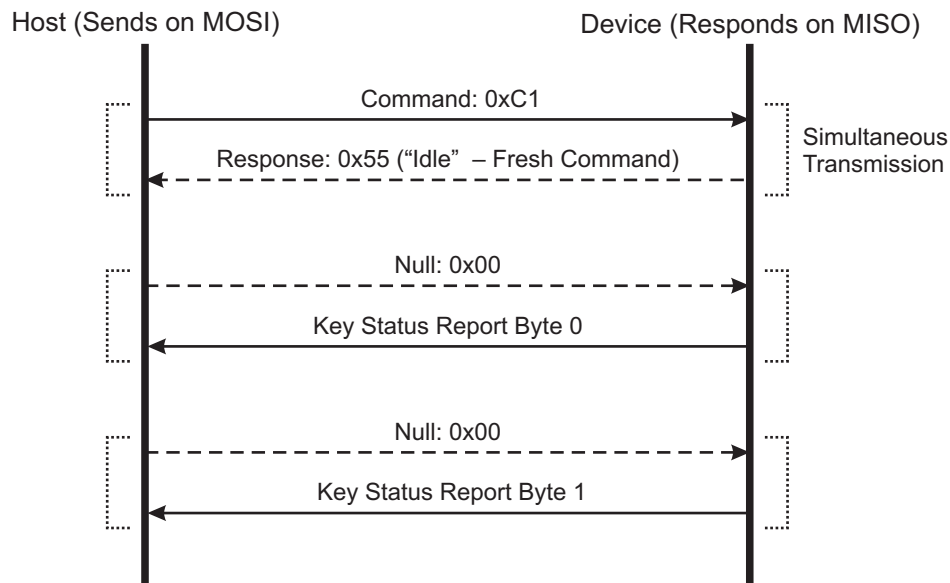 Host (Sends on MOSI)
Device (Responds on MISO)
Command: 0xC1
Response: 0x55 (“Idle” – Fresh Command)
Simultaneous
Transmission
Null: 0x00
Key Status Report Byte 0
Null: 0x00
Key Status Report Byte 1